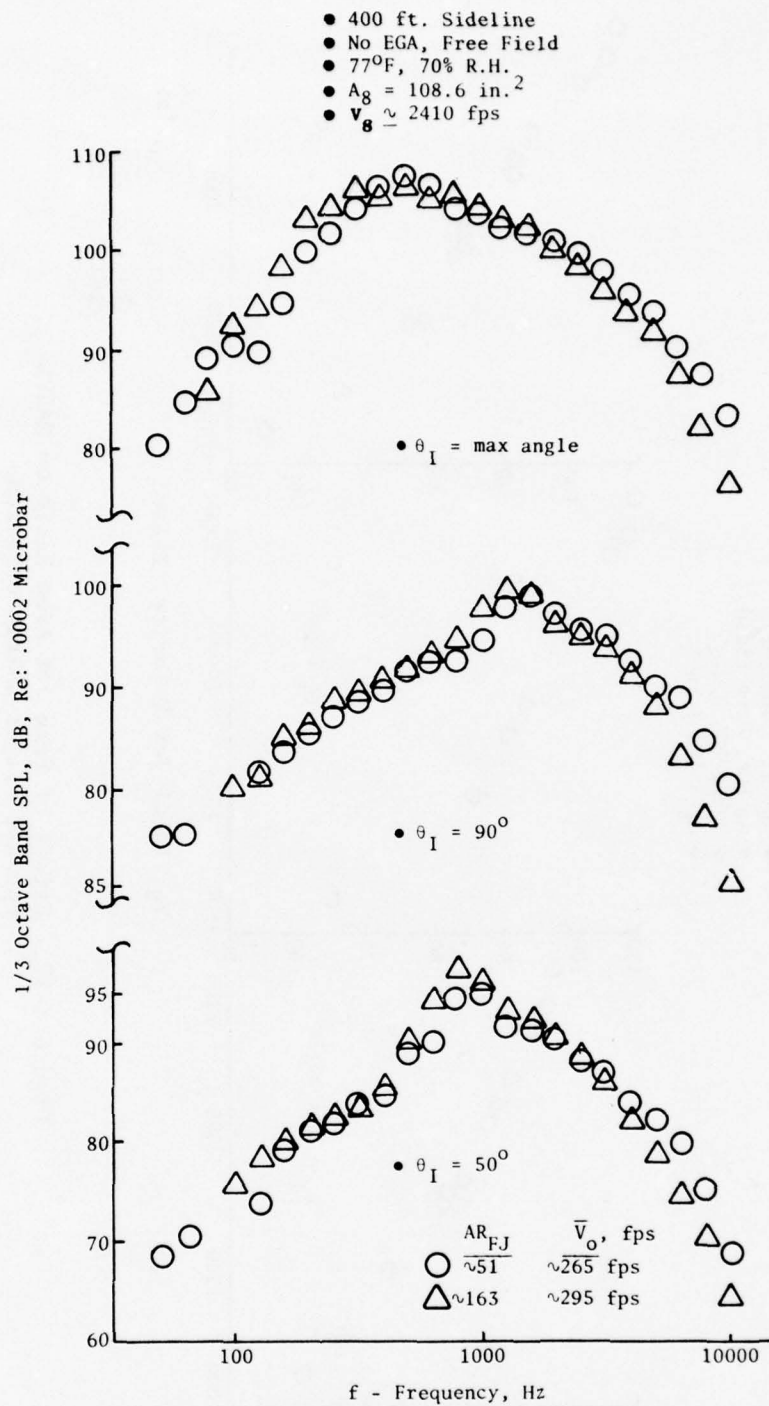 • 400 ft. Sideline
• No EGA, Free Field
• 77°F, 70% R.H.
• A8 = 108.6 in.2
• V8 ~ 2410 fps
110
100
90
80
• θI = max angle
100
90
80
85
• θI = 90°
95
90
80
70
60
• θI = 50°
ARFJ V̅o, fps
~51 ~265 fps
~163 ~295 fps
100 1000 10000
f - Frequency, Hz
1/3 Octave Band SPL, dB, Re: .0002 Microbar